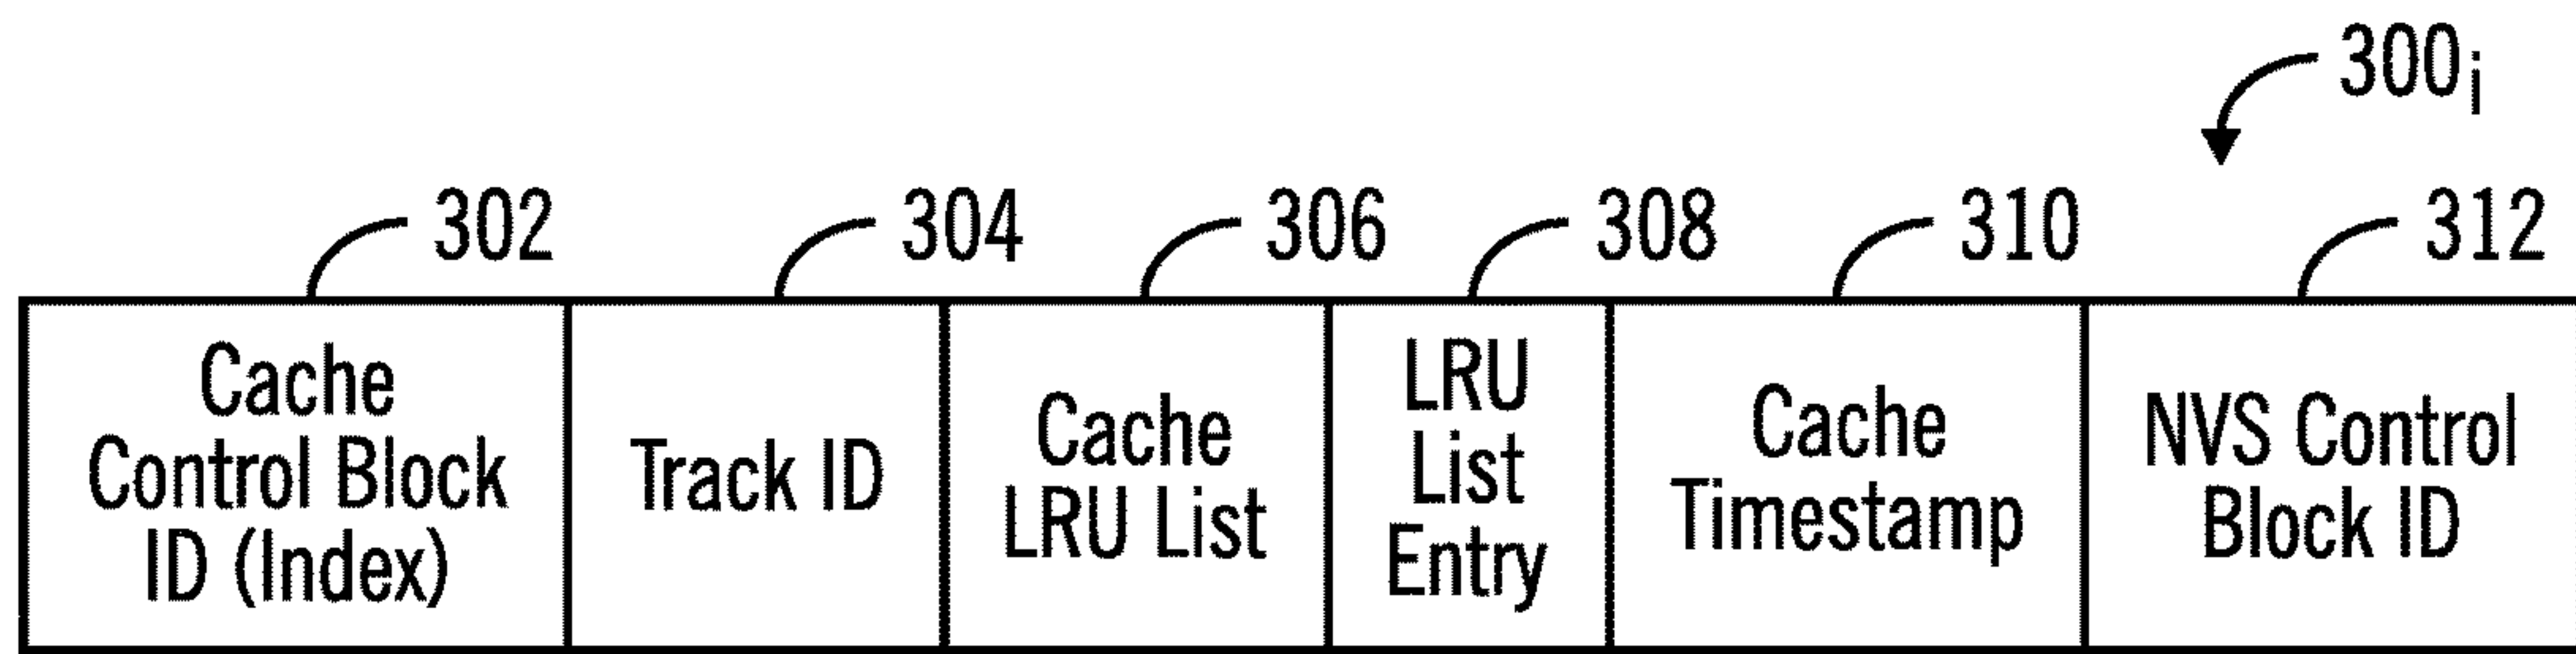 300i
302
304
306
308
310
312
Cache
Control Block
ID (Index)
Track ID
Cache
LRU List
LRU
List
Entry
Cache
Timestamp
NVS Control
Block ID